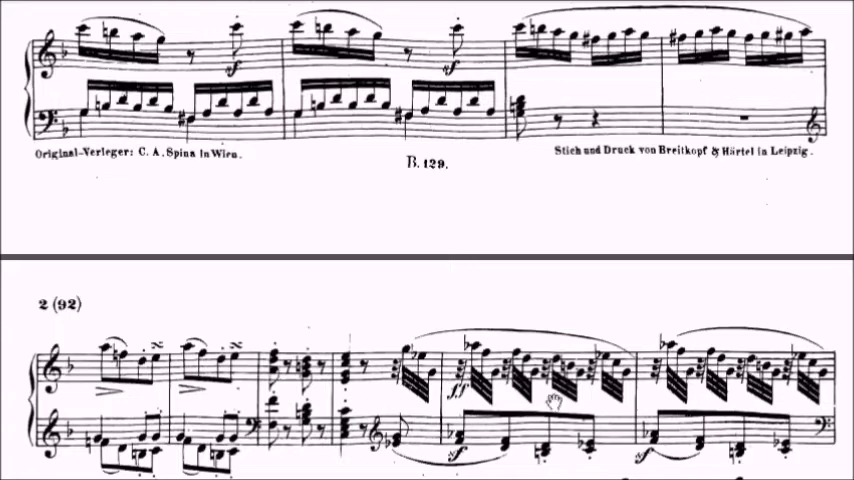 sf sf
Original-Verleger: C. A. Spina in Wien.
B. 129.
Stich und Druck von Breitkopf & Härtel in Leipzig.
2 (92)
ff